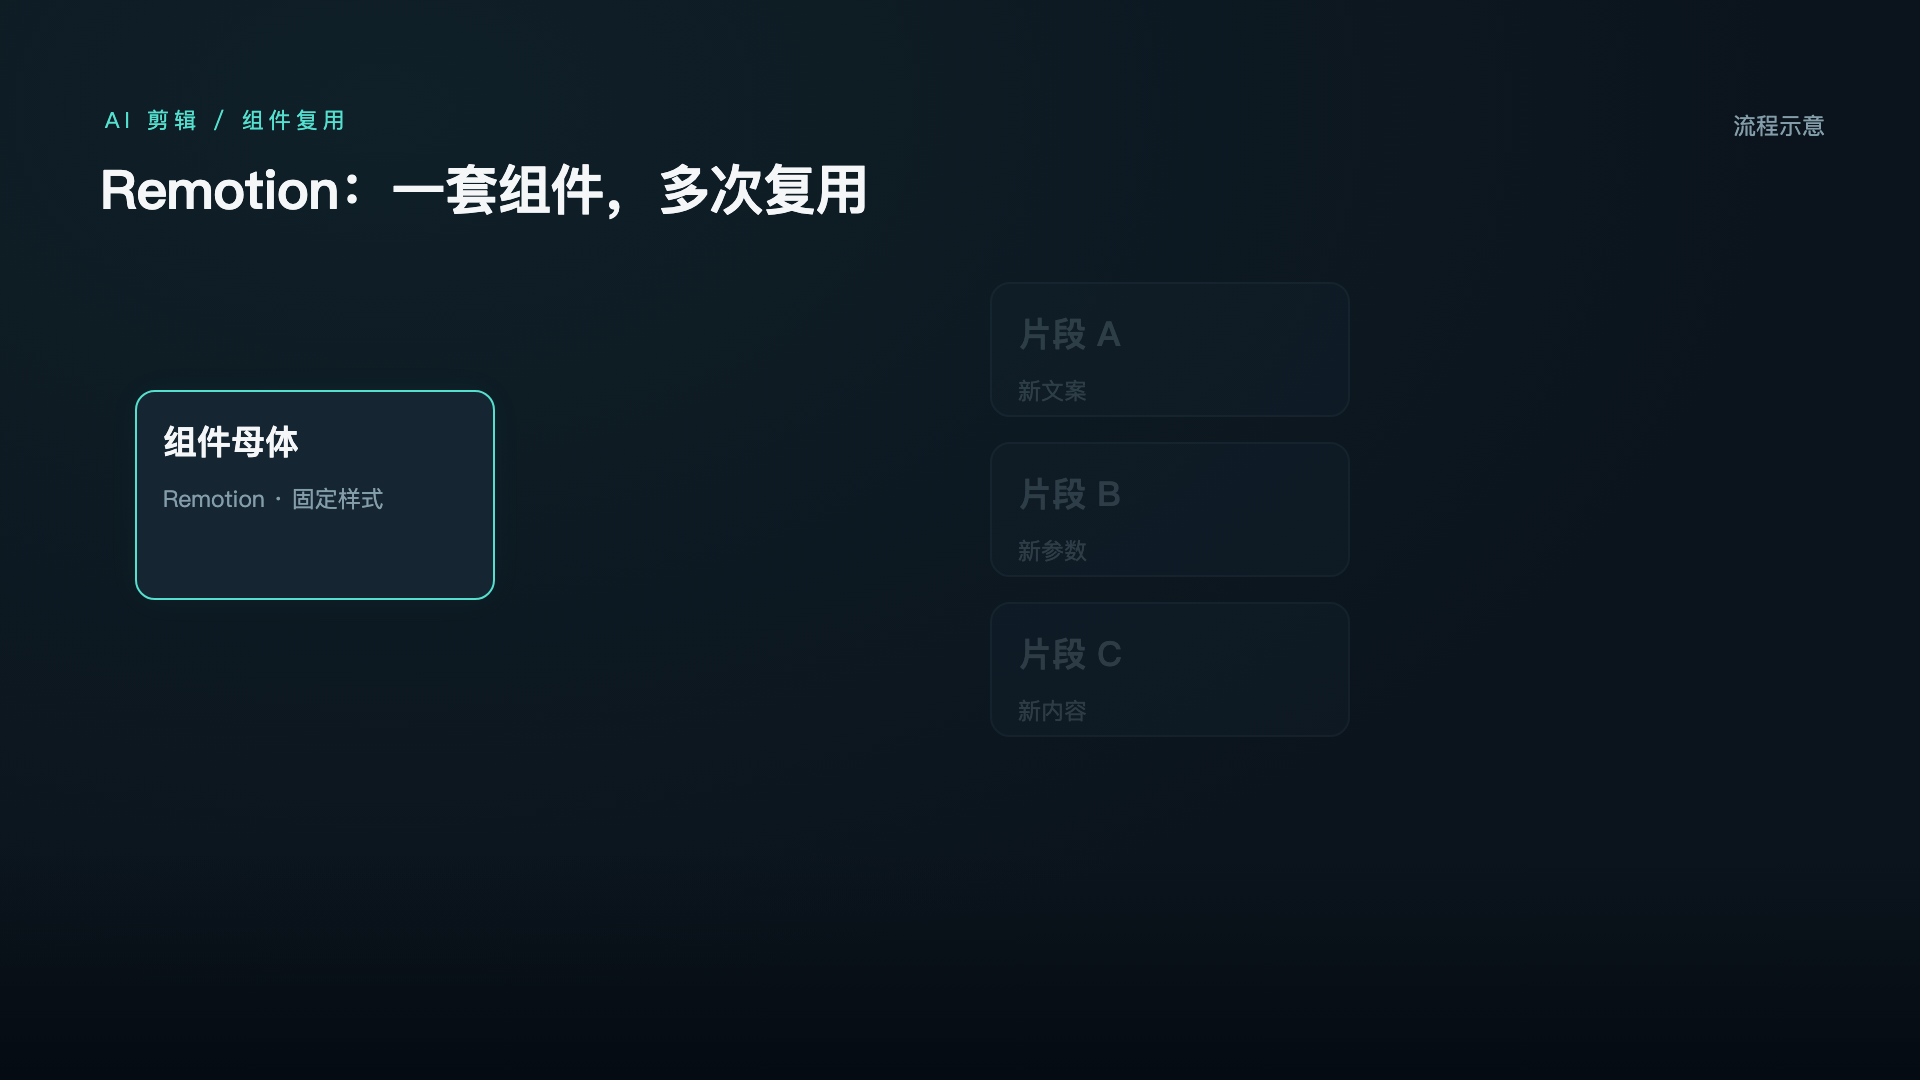 AI 剪辑 / 组件复用
流程示意
Remotion：一套组件，多次复用
组件母体
Remotion · 固定样式
片段 A
新文案
片段 B
新参数
片段 C
新内容